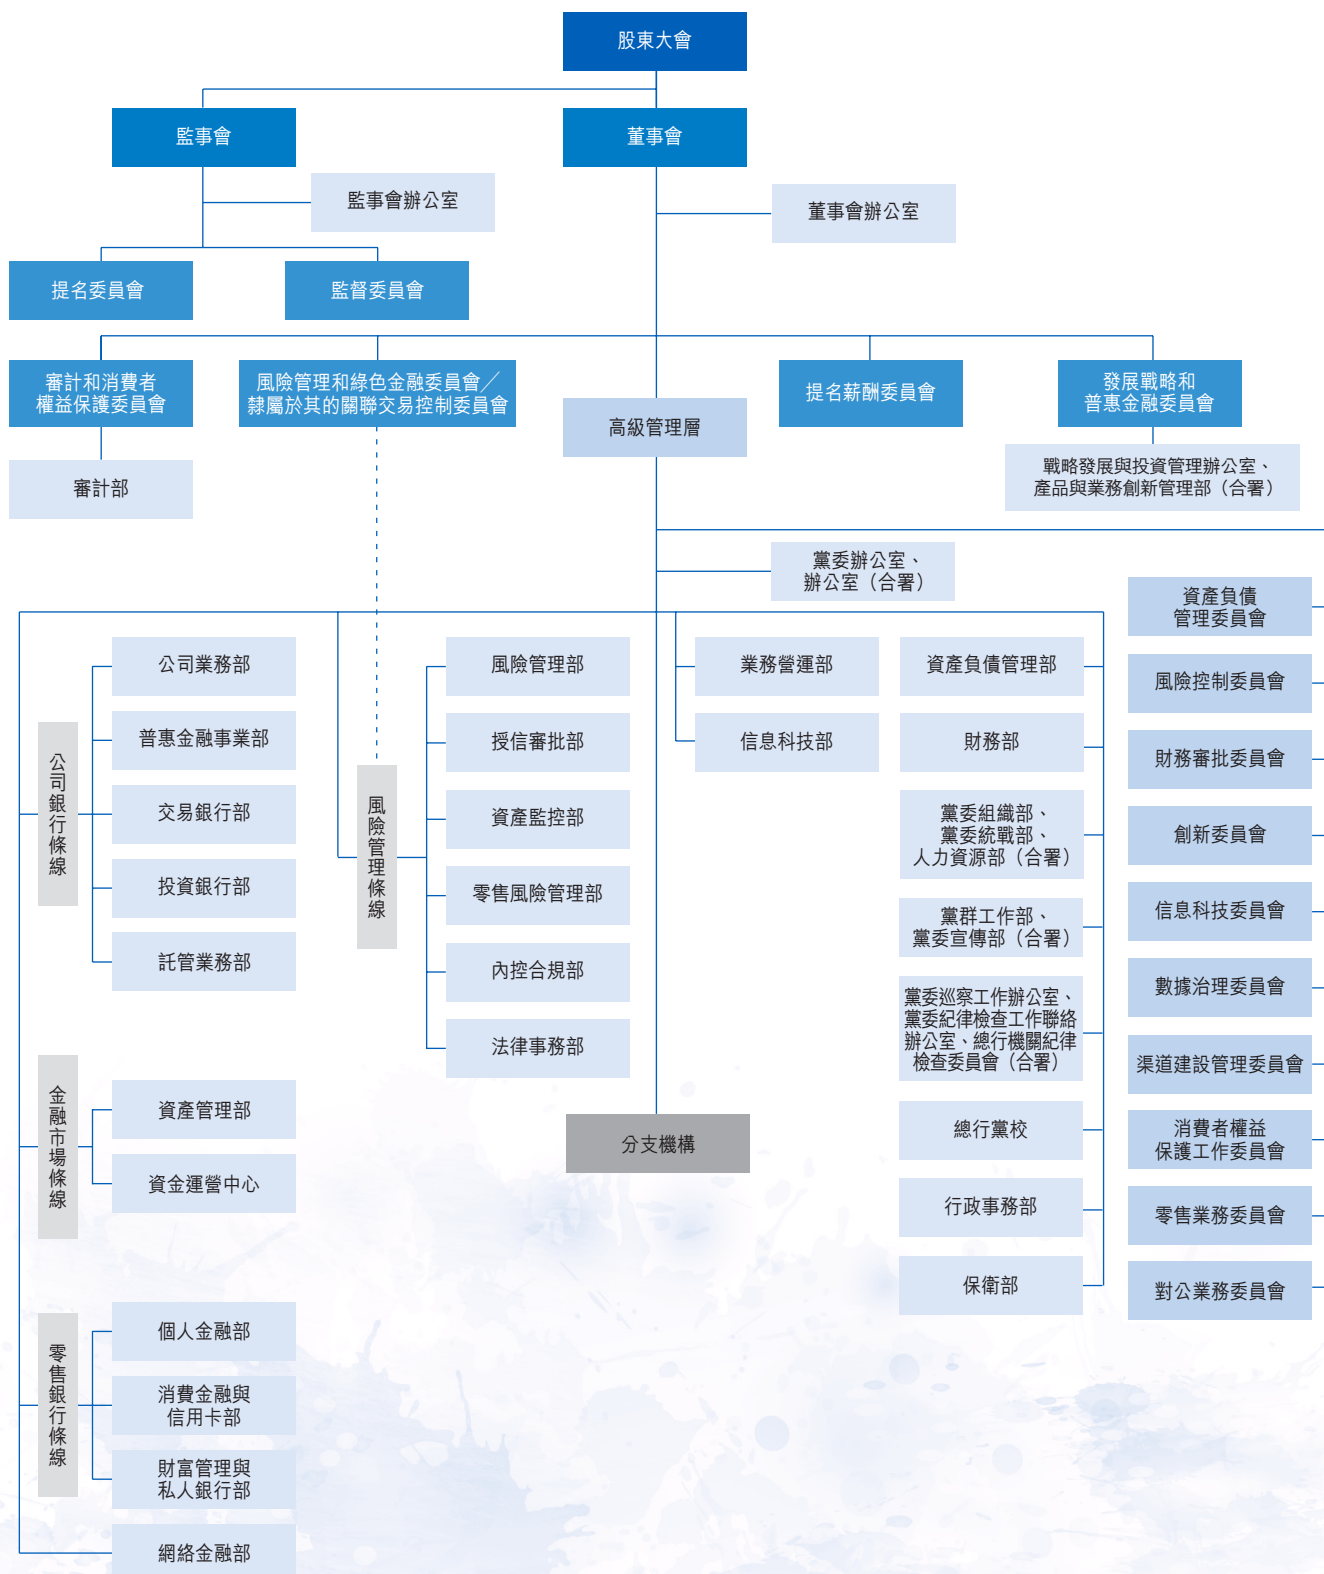 股東大會
監事會
董事會
監事會辦公室
董事會辦公室
提名委員會
監督委員會
審計和消費者
權益保護委員會
風險管理和綠色金融委員會／
隸屬於其的關聯交易控制委員會
高級管理層
提名薪酬委員會
發展戰略和
普惠金融委員會
審計部
戰略發展與投資管理辦公室、
產品與業務創新管理部（合署）
黨委辦公室、
辦公室（合署）
公司銀行條線
公司業務部
普惠金融事業部
交易銀行部
投資銀行部
託管業務部
金融市場條線
資產管理部
資金運營中心
零售銀行條線
個人金融部
消費金融與
信用卡部
財富管理與
私人銀行部
網絡金融部
風險管理條線
風險管理部
授信審批部
資產監控部
零售風險管理部
內控合規部
法律事務部
分支機構
業務營運部
信息科技部
資產負債管理部
財務部
黨委組織部、
黨委統戰部、
人力資源部（合署）
黨群工作部、
黨委宣傳部（合署）
黨委巡察工作辦公室、
黨委紀律檢查工作聯絡
辦公室、總行機關紀律
檢查委員會（合署）
總行黨校
行政事務部
保衛部
資產負債
管理委員會
風險控制委員會
財務審批委員會
創新委員會
信息科技委員會
數據治理委員會
渠道建設管理委員會
消費者權益
保護工作委員會
零售業務委員會
對公業務委員會